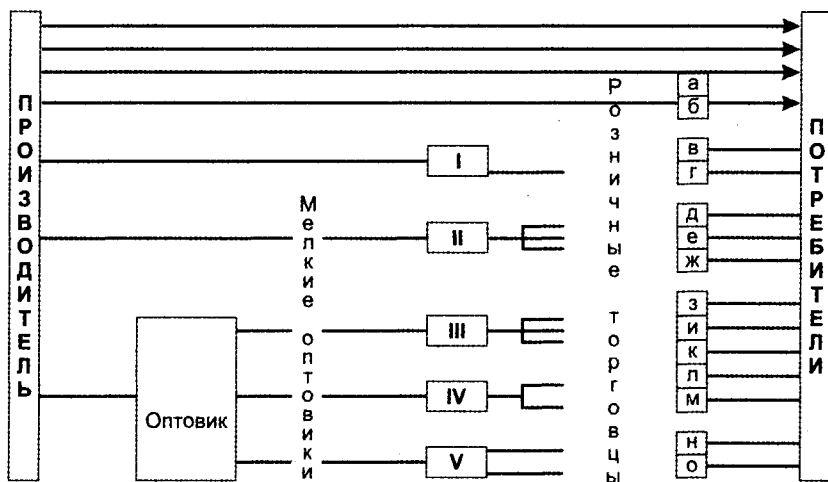 ПРОИЗВОДИТЕЛЬ
Оптовик
Мелкие оптовики
I
II
III
IV
V
Розничные торговцы
а
б
в
г
д
е
ж
з
и
к
л
м
н
о
ПОТРЕБИТЕЛИ